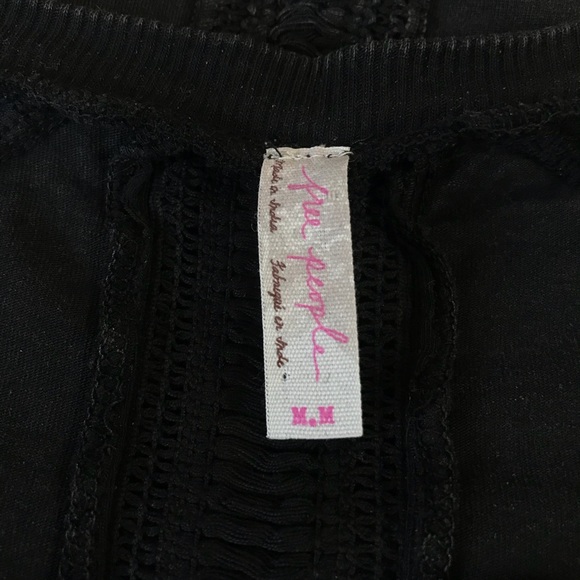 free people
Made in India Fabriqué en Inde
M.M